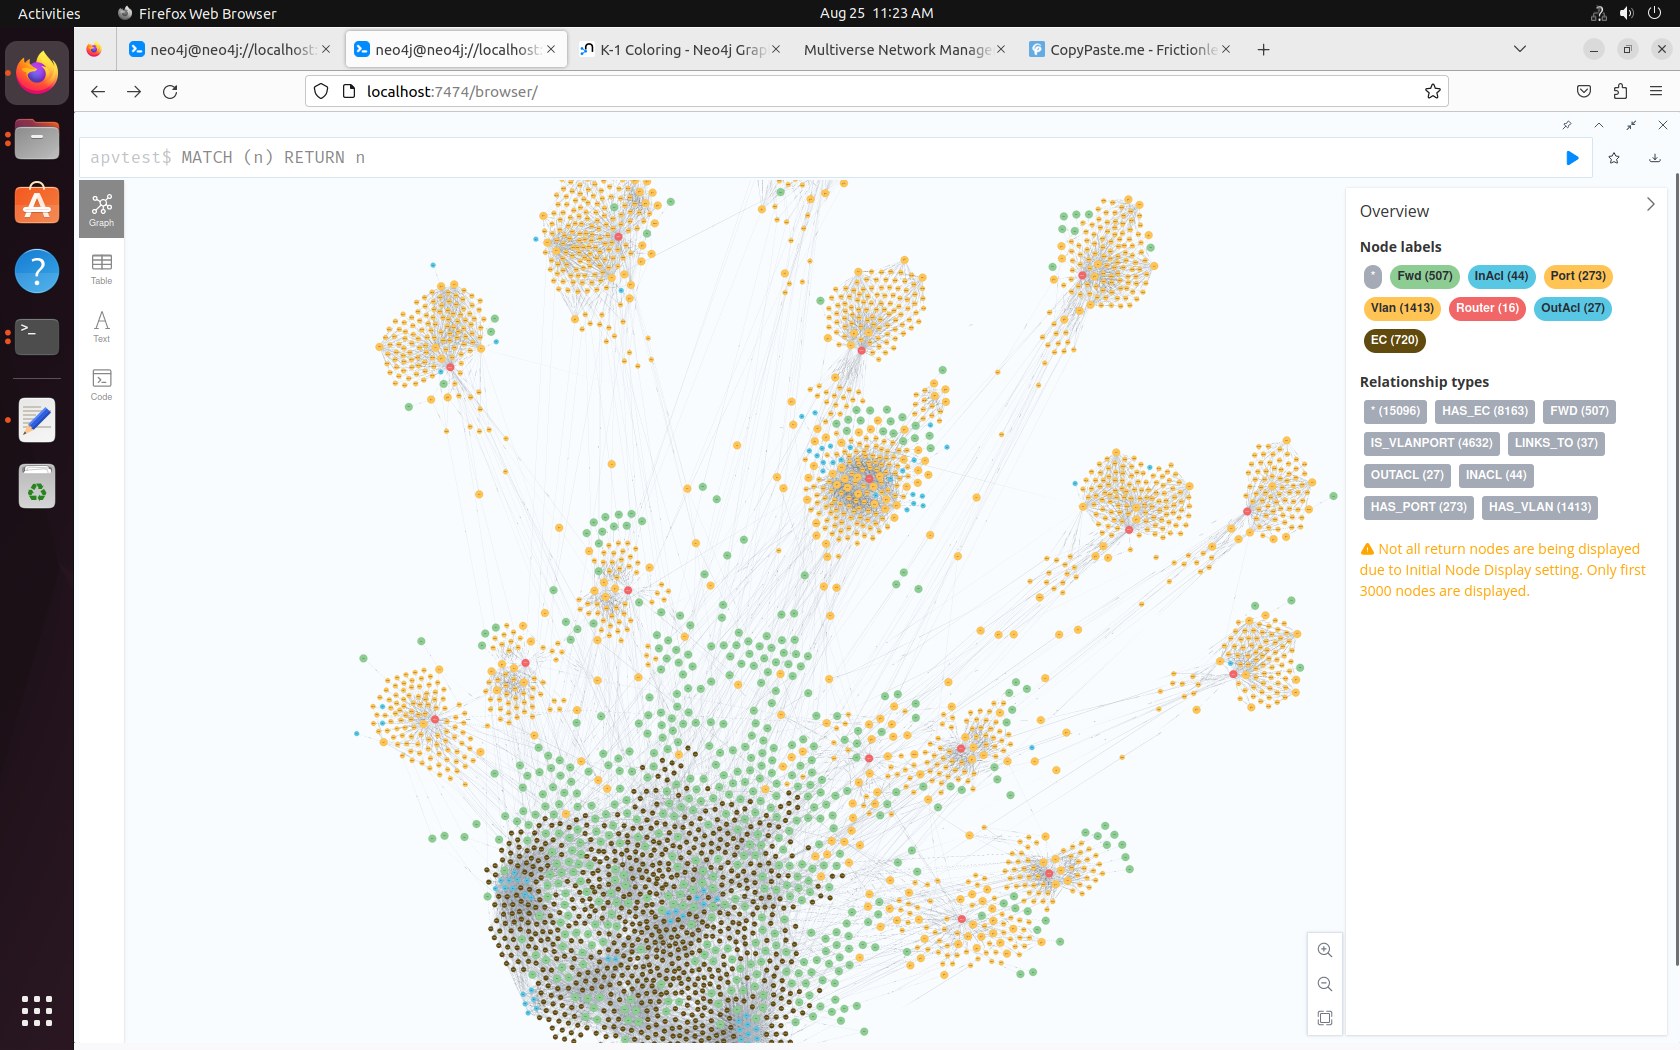 Activities
Firefox Web Browser
Aug 25 11:23 AM
neo4j@neo4j://localhost:
neo4j@neo4j://localhost:
K-1 Coloring - Neo4j Grap
Multiverse Network Manage
CopyPaste.me - Frictionle
localhost:7474/browser/
apvtest$ MATCH (n) RETURN n
Graph
Table
Text
Code
Overview
Node labels
*
Fwd (507)
InAcl (44)
Port (273)
Vlan (1413)
Router (16)
OutAcl (27)
EC (720)
Relationship types
* (15096)
HAS_EC (8163)
FWD (507)
IS_VLANPORT (4632)
LINKS_TO (37)
OUTACL (27)
INACL (44)
HAS_PORT (273)
HAS_VLAN (1413)
Not all return nodes are being displayed
due to Initial Node Display setting. Only first
3000 nodes are displayed.